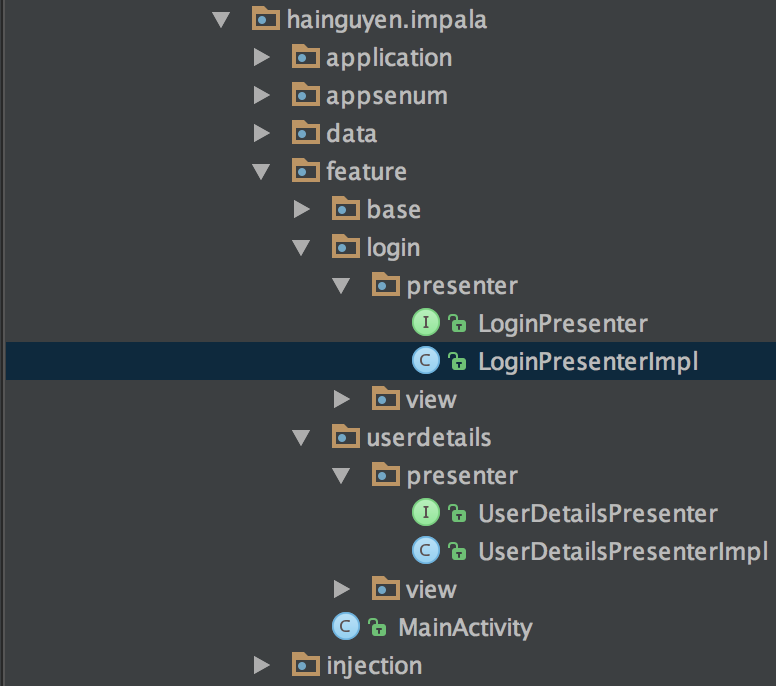 hainguyen.impala
application
appsenum
data
feature
base
login
presenter
I LoginPresenter
C LoginPresenterImpl
view
userdetails
presenter
I UserDetailsPresenter
C UserDetailsPresenterImpl
view
C MainActivity
injection